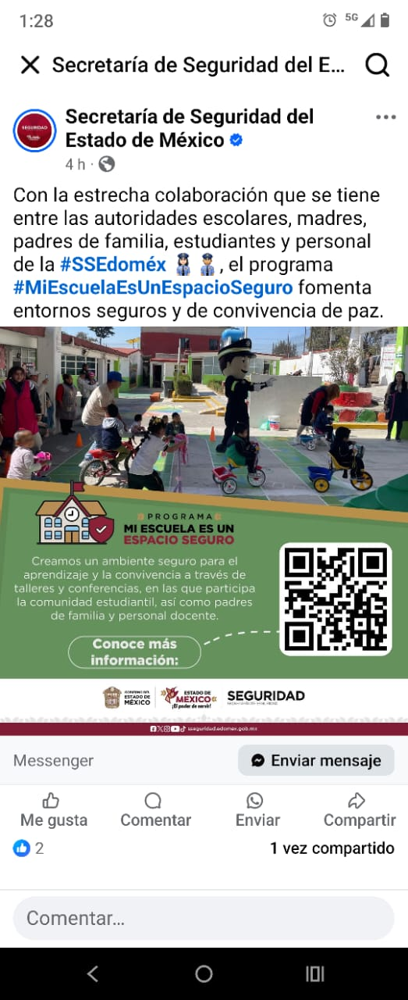 1:28
5G
Secretaría de Seguridad del E...
SEGURIDAD
Secretaría de Seguridad del
Estado de México
4 h ·
Con la estrecha colaboración que se tiene
entre las autoridades escolares, madres,
padres de familia, estudiantes y personal
de la #SSEdoméx 👮🏻‍♀️👮🏼‍♂️, el programa
#MiEscuelaEsUnEspacioSeguro fomenta
entornos seguros y de convivencia de paz.
PROGRAMA
MI ESCUELA ES UN
ESPACIO SEGURO
Creamos un ambiente seguro para el
aprendizaje y la convivencia a través de
talleres y conferencias, en las que participa
la comunidad estudiantil, así como padres
de familia y personal docente.
Conoce más
información:
GOBIERNO DEL
ESTADO DE
MÉXICO
ESTADO DE
MÉXICO
¡El poder de servir!
SEGURIDAD
sseguridad.edomex.gob.mx
Messenger
Enviar mensaje
Me gusta
Comentar
Enviar
Compartir
2
1 vez compartido
Comentar...